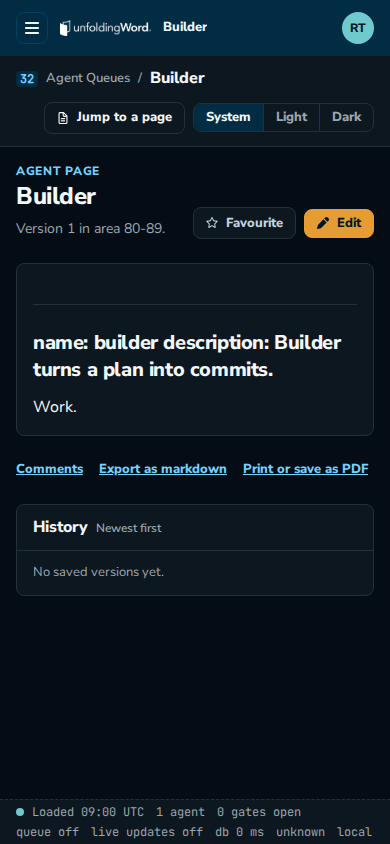 unfoldingWord. Builder RT
32 Agent Queues / Builder
Jump to a page System Light Dark
AGENT PAGE
Builder
Version 1 in area 80-89. Favourite Edit
name: builder description: Builder
turns a plan into commits.
Work.
Comments Export as markdown Print or save as PDF
History Newest first
No saved versions yet.
Loaded 09:00 UTC 1 agent 0 gates open
queue off live updates off db 0 ms unknown local